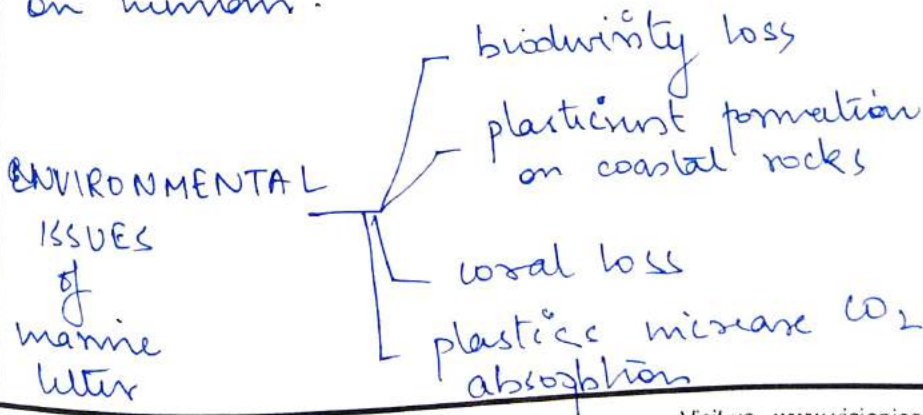 on humans.
biodiversity loss
plasticrust formation
on coastal rocks
ENVIRONMENTAL
ISSUES
of
marine
litter
coral loss
plastics increase CO2
absorption
Visit us